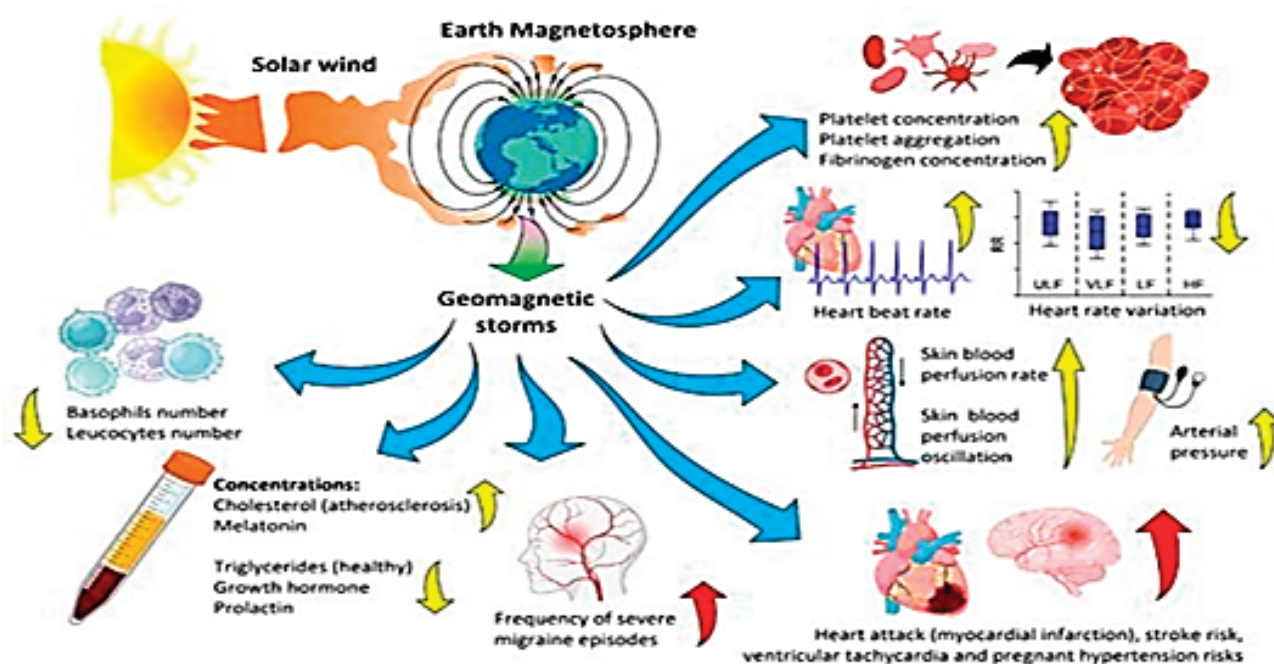 Earth Magnetosphere
Solar wind
Geomagnetic
storms
Platelet concentration
Platelet aggregation
Fibrinogen concentration
Heart beat rate
RR
ULF
VLF
LF
HF
Heart rate variation
Skin blood
perfusion rate
Skin blood
perfusion
oscillation
Arterial
pressure
Basophils number
Leucocytes number
Concentrations:
Cholesterol (atherosclerosis)
Melatonin
Triglycerides (healthy)
Growth hormone
Prolactin
Frequency of severe
migraine episodes
Heart attack (myocardial infarction), stroke risk,
ventricular tachycardia and pregnant hypertension risks